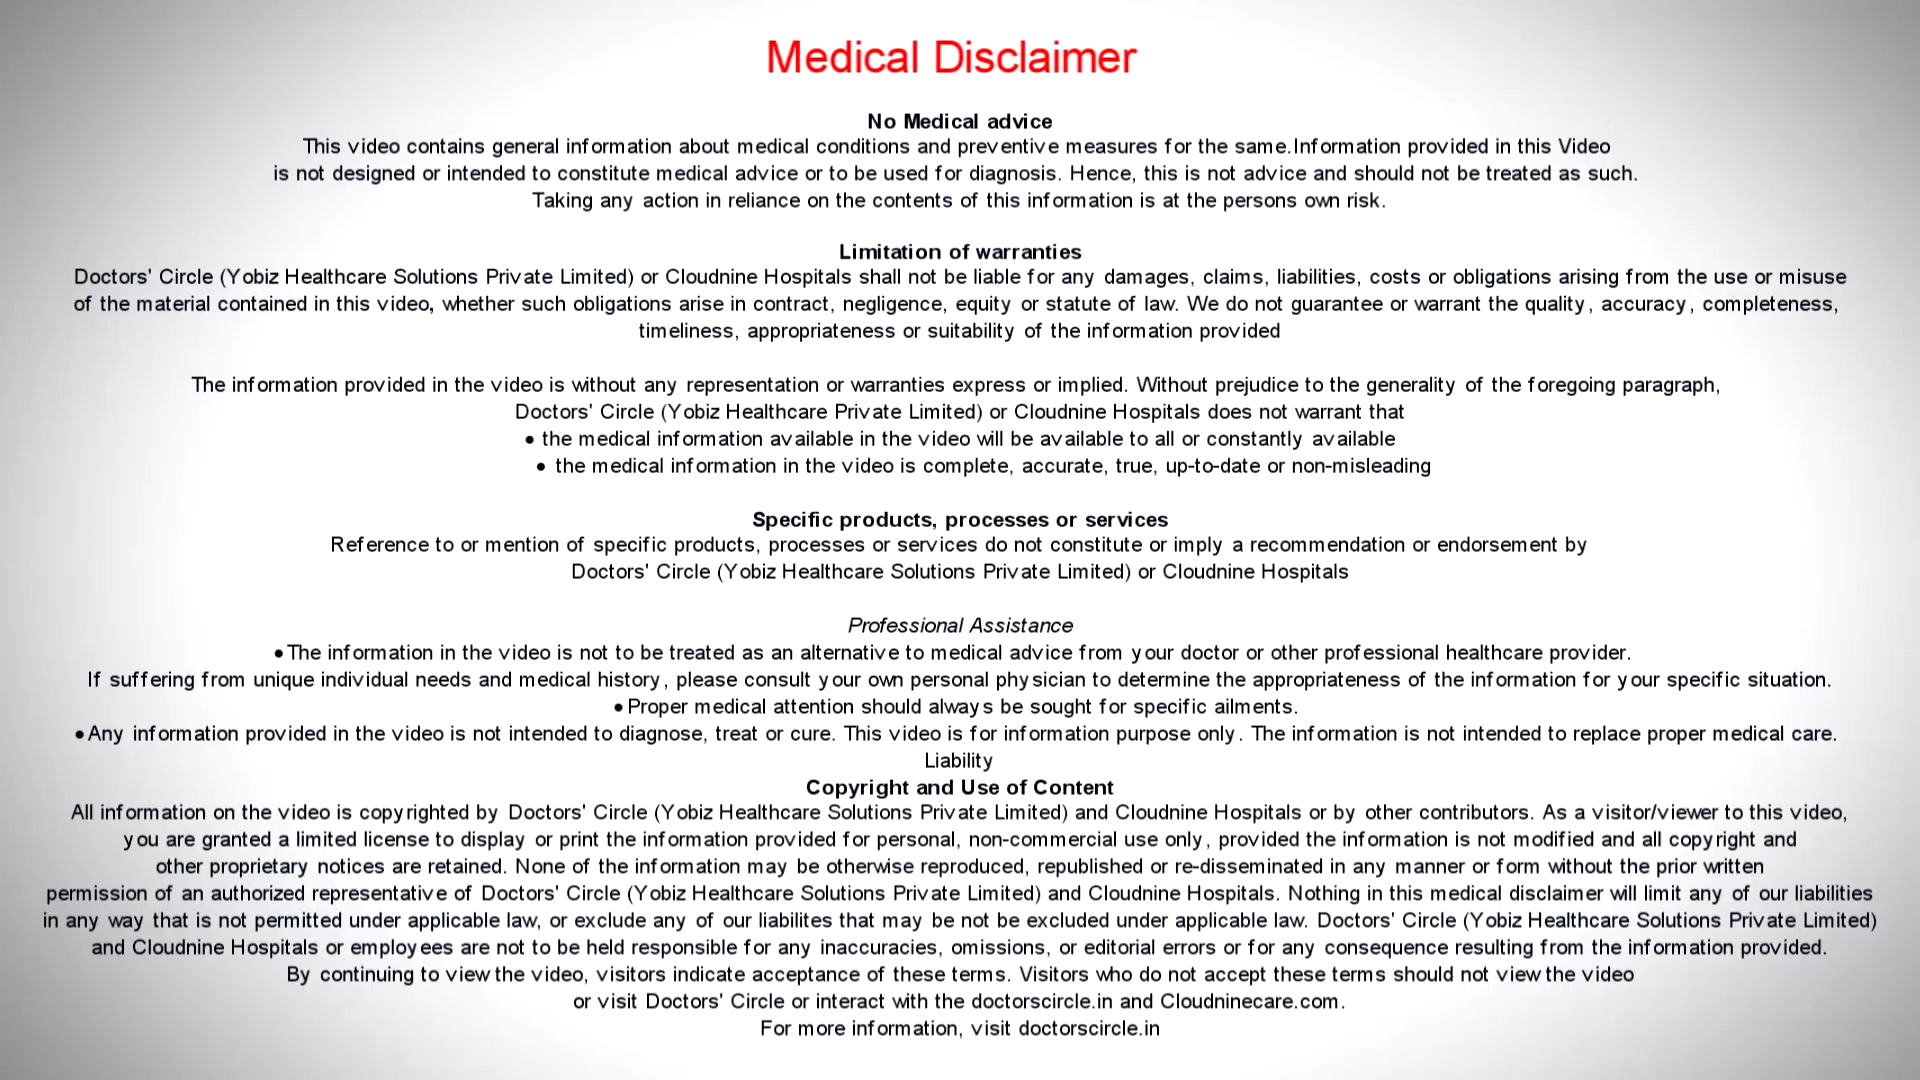 Medical Disclaimer
No Medical advice
This video contains general information about medical conditions and preventive measures for the same.Information provided in this Video
is not designed or intended to constitute medical advice or to be used for diagnosis. Hence, this is not advice and should not be treated as such.
Taking any action in reliance on the contents of this information is at the persons own risk.
Limitation of warranties
Doctors' Circle (Yobiz Healthcare Solutions Private Limited) or Cloudnine Hospitals shall not be liable for any damages, claims, liabilities, costs or obligations arising from the use or misuse
of the material contained in this video, whether such obligations arise in contract, negligence, equity or statute of law. We do not guarantee or warrant the quality, accuracy, completeness,
timeliness, appropriateness or suitability of the information provided
The information provided in the video is without any representation or warranties express or implied. Without prejudice to the generality of the foregoing paragraph,
Doctors' Circle (Yobiz Healthcare Private Limited) or Cloudnine Hospitals does not warrant that
• the medical information available in the video will be available to all or constantly available
• the medical information in the video is complete, accurate, true, up-to-date or non-misleading
Specific products, processes or services
Reference to or mention of specific products, processes or services do not constitute or imply a recommendation or endorsement by
Doctors' Circle (Yobiz Healthcare Solutions Private Limited) or Cloudnine Hospitals
Professional Assistance
•The information in the video is not to be treated as an alternative to medical advice from your doctor or other professional healthcare provider.
If suffering from unique individual needs and medical history, please consult your own personal physician to determine the appropriateness of the information for your specific situation.
•Proper medical attention should always be sought for specific ailments.
•Any information provided in the video is not intended to diagnose, treat or cure. This video is for information purpose only. The information is not intended to replace proper medical care.
Liability
Copyright and Use of Content
All information on the video is copyrighted by Doctors' Circle (Yobiz Healthcare Solutions Private Limited) and Cloudnine Hospitals or by other contributors. As a visitor/viewer to this video,
you are granted a limited license to display or print the information provided for personal, non-commercial use only, provided the information is not modified and all copyright and
other proprietary notices are retained. None of the information may be otherwise reproduced, republished or re-disseminated in any manner or form without the prior written
permission of an authorized representative of Doctors' Circle (Yobiz Healthcare Solutions Private Limited) and Cloudnine Hospitals. Nothing in this medical disclaimer will limit any of our liabilities
in any way that is not permitted under applicable law, or exclude any of our liabilites that may be not be excluded under applicable law. Doctors' Circle (Yobiz Healthcare Solutions Private Limited)
and Cloudnine Hospitals or employees are not to be held responsible for any inaccuracies, omissions, or editorial errors or for any consequence resulting from the information provided.
By continuing to view the video, visitors indicate acceptance of these terms. Visitors who do not accept these terms should not view the video
or visit Doctors' Circle or interact with the doctorscircle.in and Cloudninecare.com.
For more information, visit doctorscircle.in